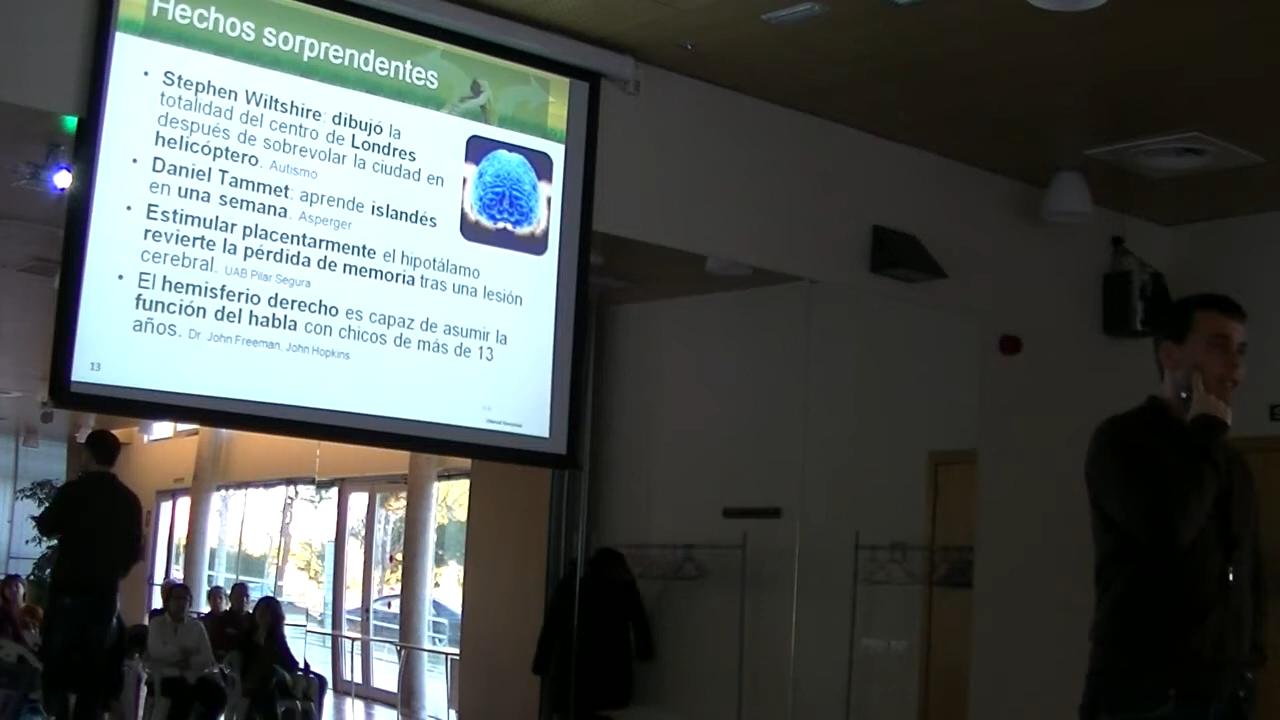 Hechos sorprendentes
• Stephen Wiltshire: dibujó la
totalidad del centro de Londres
después de sobrevolar la ciudad en
helicóptero. Autismo
• Daniel Tammet: aprende islandés
en una semana. Asperger
• Estimular placentarmente el hipotálamo
revierte la pérdida de memoria tras una lesión
cerebral. UAB Pilar Segura
• El hemisferio derecho es capaz de asumir la
función del habla con chicos de más de 13
años. Dr. John Freeman, John Hopkins
13